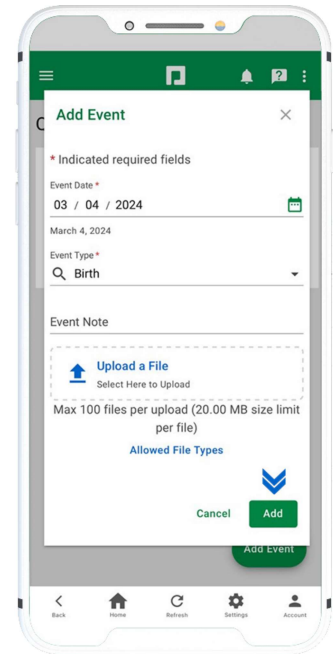 Add Event
* Indicated required fields
Event Date *
03 / 04 / 2024
March 4, 2024
Event Type *
Birth
Event Note
Upload a File
Select Here to Upload
Max 100 files per upload (20.00 MB size limit
per file)
Allowed File Types
Cancel Add
Add Event
Back Home Refresh Settings Account